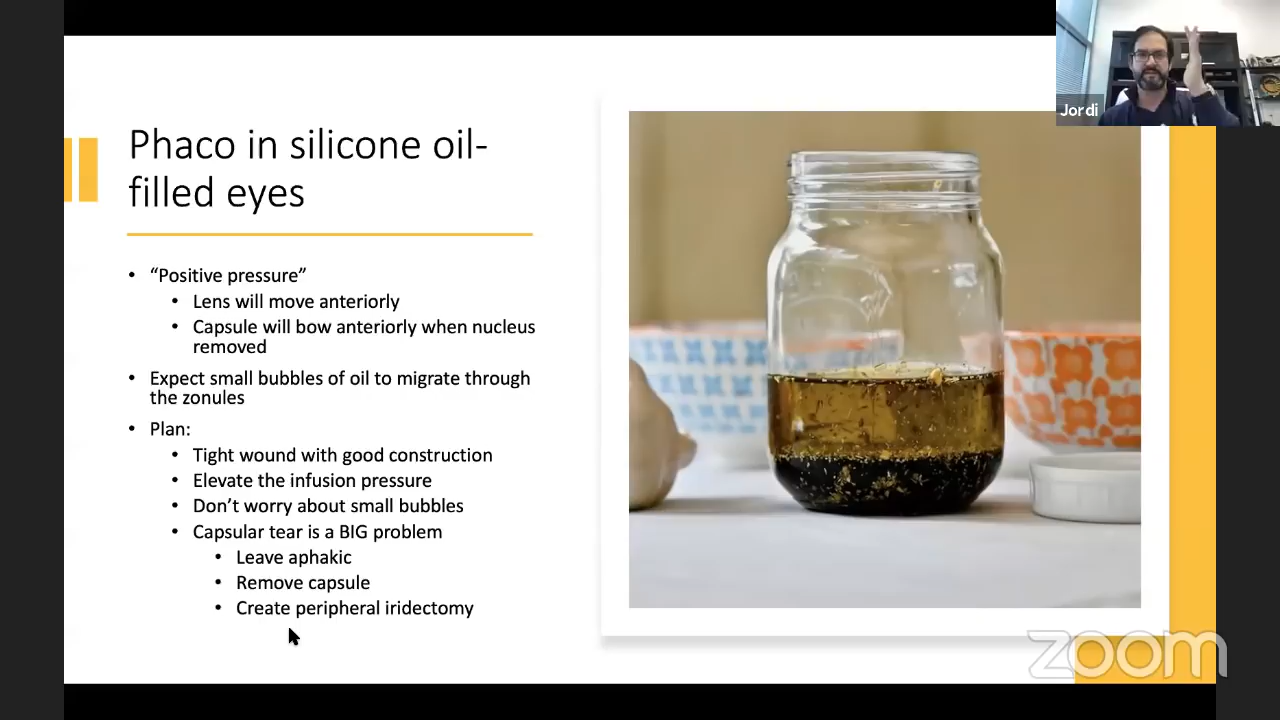 Jordi
Phaco in silicone oil-
filled eyes
• “Positive pressure”
• Lens will move anteriorly
• Capsule will bow anteriorly when nucleus
removed
• Expect small bubbles of oil to migrate through
the zonules
• Plan:
• Tight wound with good construction
• Elevate the infusion pressure
• Don’t worry about small bubbles
• Capsular tear is a BIG problem
• Leave aphakic
• Remove capsule
• Create peripheral iridectomy
zoom